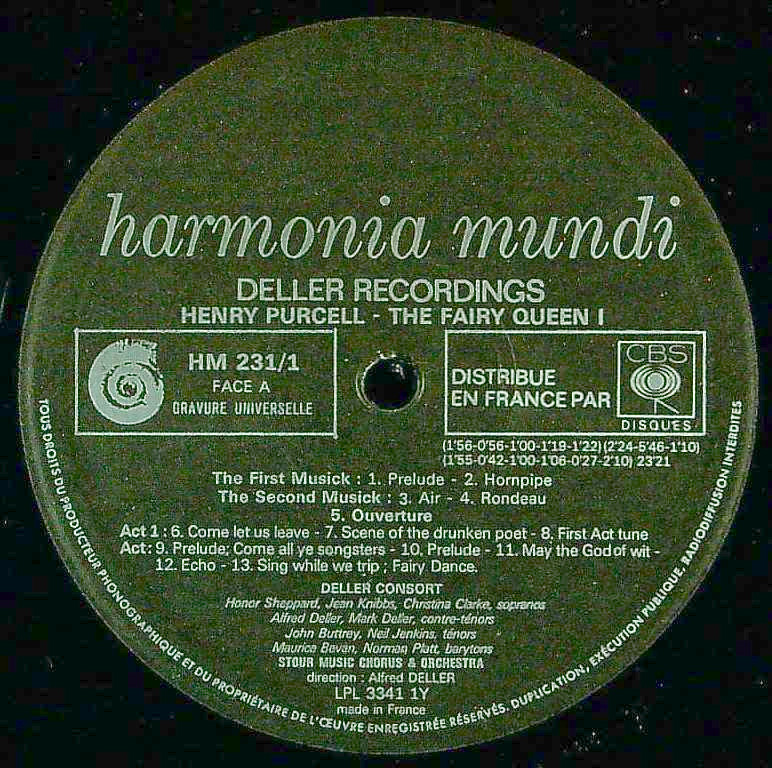 harmonia mundi
DELLER RECORDINGS
HENRY PURCELL - THE FAIRY QUEEN I
HM 231/1
FACE A
GRAVURE UNIVERSELLE
DISTRIBUE
EN FRANCE PAR
CBS
DISQUES
(1'56-0'56-1'00-1'19-1'22) (2'24-5'46-1'10)
(1'55-0'42-1'00-1'06-0'27-2'10) 23'21
The First Musick : 1. Prelude - 2. Hornpipe
The Second Musick : 3. Air - 4. Rondeau
5. Ouverture
Act 1 : 6. Come let us leave - 7. Scene of the drunken poet - 8. First Act tune
Act : 9. Prelude; Come all ye songsters - 10. Prelude - 11. May the God of wit -
12. Echo - 13. Sing while we trip ; Fairy Dance.
DELLER CONSORT
Honor Sheppard, Jean Knibbs, Christina Clarke, sopranos
Alfred Deller, Mark Deller, contre-ténors
John Buttrey, Neil Jenkins, ténors
Maurice Bevan, Norman Platt, barytons
STOUR MUSIC CHORUS & ORCHESTRA
direction : Alfred DELLER
LPL 3341 1Y
made in France
TOUS DROITS DU PRODUCTEUR PHONOGRAPHIQUE ET DU PROPRIÉTAIRE DE L'ŒUVRE ENREGISTRÉE RÉSERVÉS. DUPLICATION, EXÉCUTION PUBLIQUE, RADIODIFFUSION INTERDITES